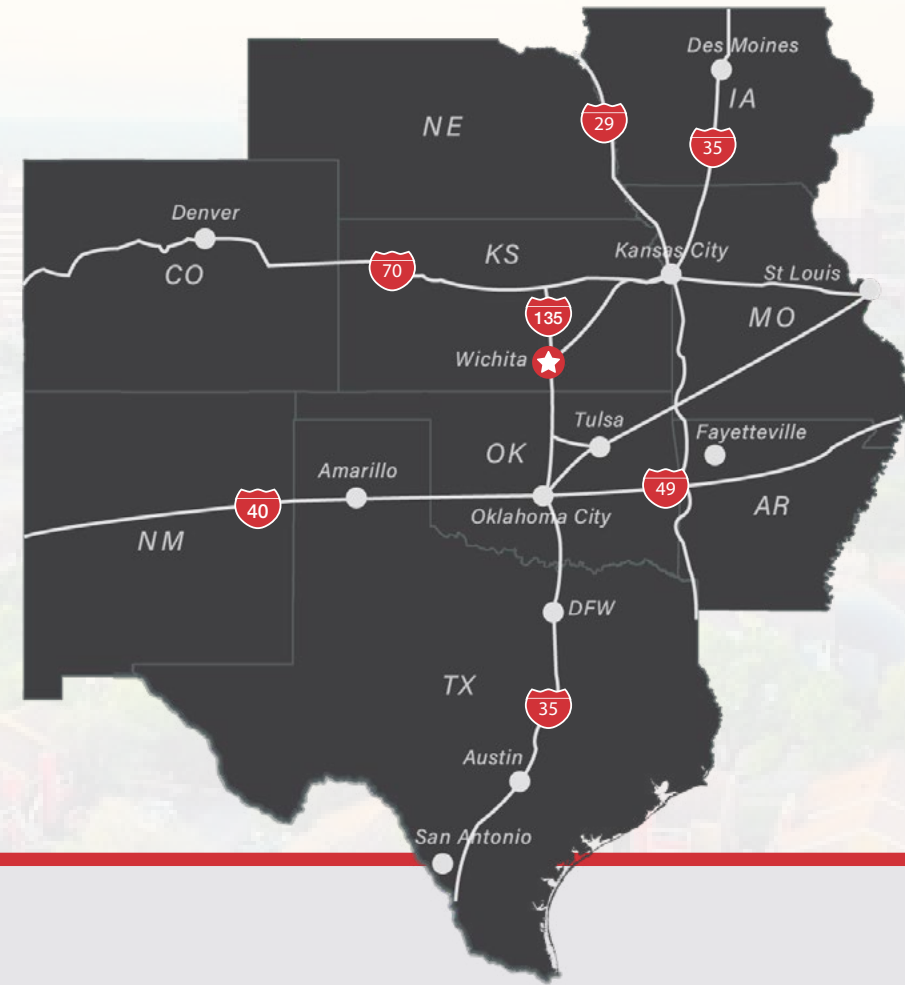 Des Moines
IA
NE
29
35
Denver
CO
70
KS
Kansas City
St Louis
MO
135
Wichita
Tulsa
OK
Fayetteville
Amarillo
49
40
Oklahoma City
AR
NM
DFW
TX
35
Austin
San Antonio